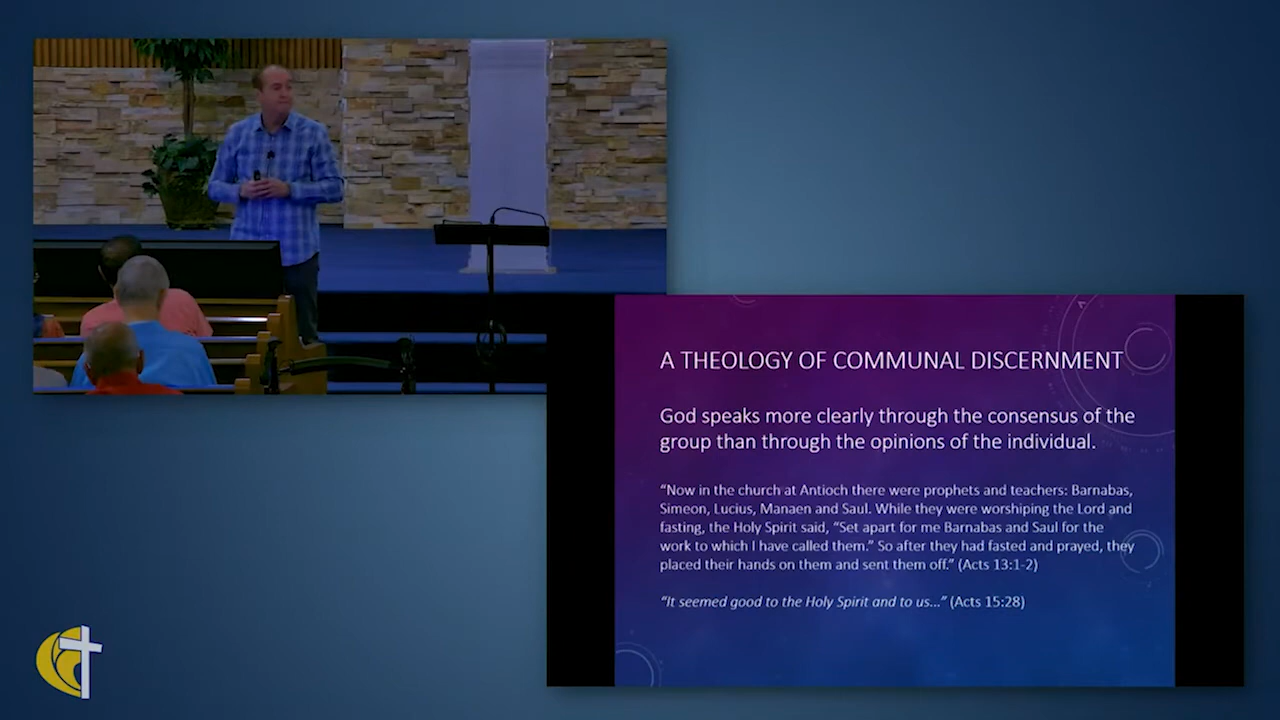 A THEOLOGY OF COMMUNAL DISCERNMENT
God speaks more clearly through the consensus of the
group than through the opinions of the individual.
“Now in the church at Antioch there were prophets and teachers: Barnabas,
Simeon, Lucius, Manaen and Saul. While they were worshiping the Lord and
fasting, the Holy Spirit said, “Set apart for me Barnabas and Saul for the
work to which I have called them.” So after they had fasted and prayed, they
placed their hands on them and sent them off.” (Acts 13:1-2)
“It seemed good to the Holy Spirit and to us...” (Acts 15:28)